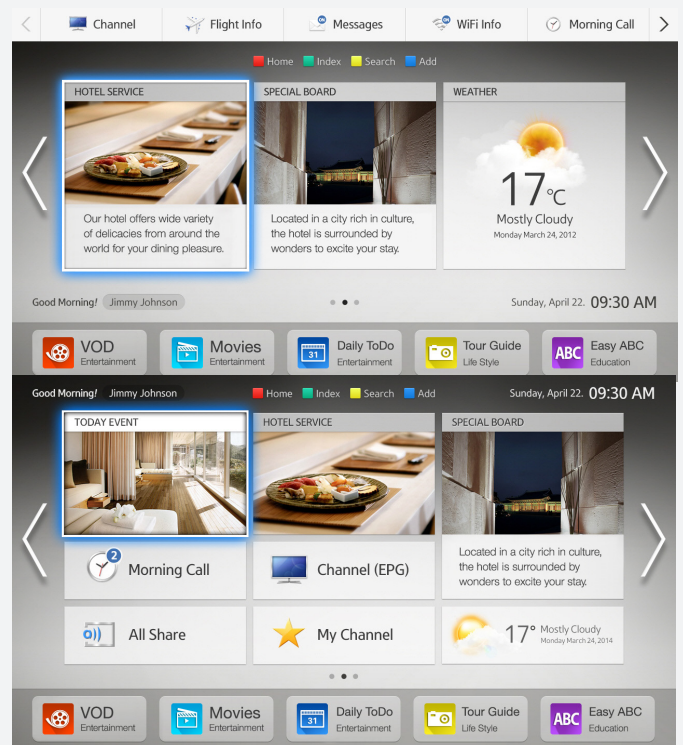 Channel
Flight Info
ON
Messages
ON
WiFi Info
Morning Call
Home Index Search Add
HOTEL SERVICE
Our hotel offers wide variety
of delicacies from around the
world for your dining pleasure.
SPECIAL BOARD
Located in a city rich in culture,
the hotel is surrounded by
wonders to excite your stay.
WEATHER
17°C
Mostly Cloudy
Monday March 24, 2012
Good Morning! Jimmy Johnson
Sunday, April 22. 09:30 AM
VOD
Entertainment
Movies
Entertainment
31
Daily ToDo
Entertainment
Tour Guide
Life Style
ABC
Easy ABC
Education
Good Morning! Jimmy Johnson
Home Index Search Add
Sunday, April 22. 09:30 AM
TODAY EVENT
HOTEL SERVICE
SPECIAL BOARD
Located in a city rich in culture,
the hotel is surrounded by
wonders to excite your stay.
2
Morning Call
Channel (EPG)
All Share
My Channel
17° Mostly Cloudy
Monday March 24, 2014
VOD
Entertainment
Movies
Entertainment
31
Daily ToDo
Entertainment
Tour Guide
Life Style
ABC
Easy ABC
Education